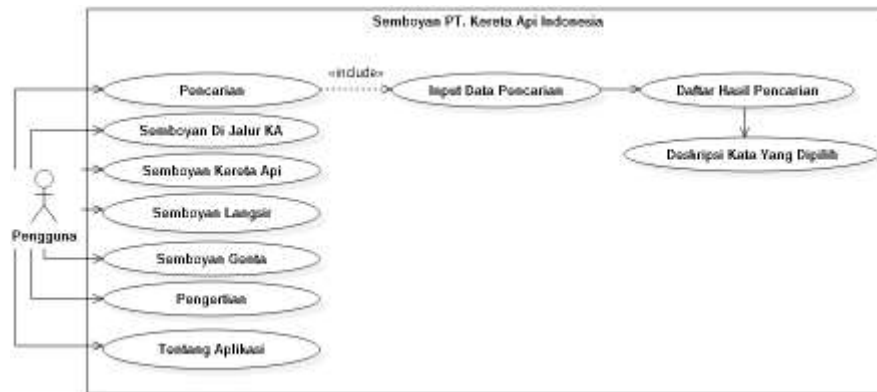 Semboyan PT. Kereta Api Indonesia
Pencarian
«include»
Input Data Pencarian
Daftar Hasil Pencarian
Deskripsi Kata Yang Dipilih
Semboyan Di Jalur KA
Semboyan Kereta Api
Semboyan Langsir
Pengguna
Semboyan Genta
Pengertian
Tentang Aplikasi